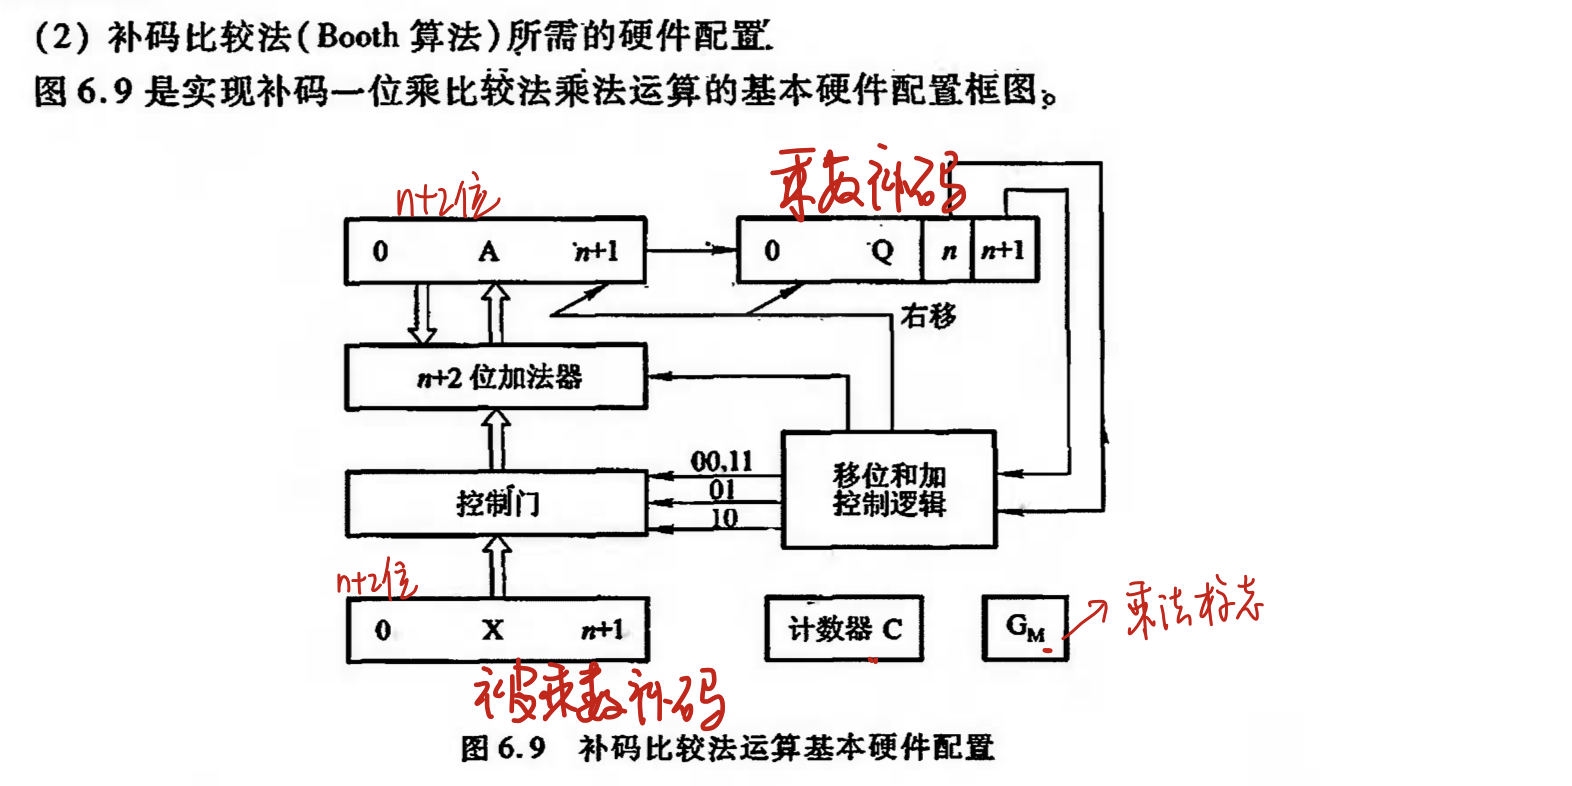 (2) 补码比较法(Booth 算法)所需的硬件配置.
图 6.9 是实现补码一位乘比较法乘法运算的基本硬件配置框图。
n+2位
乘数补码
0 A n+1
0 Q n n+1
右移
n+2 位加法器
00,11
01
10
控制门
移位和加
控制逻辑
n+2位
0 X n+1
计数器 C
G_M
乘法标志
被乘数补码
图 6.9 补码比较法运算基本硬件配置